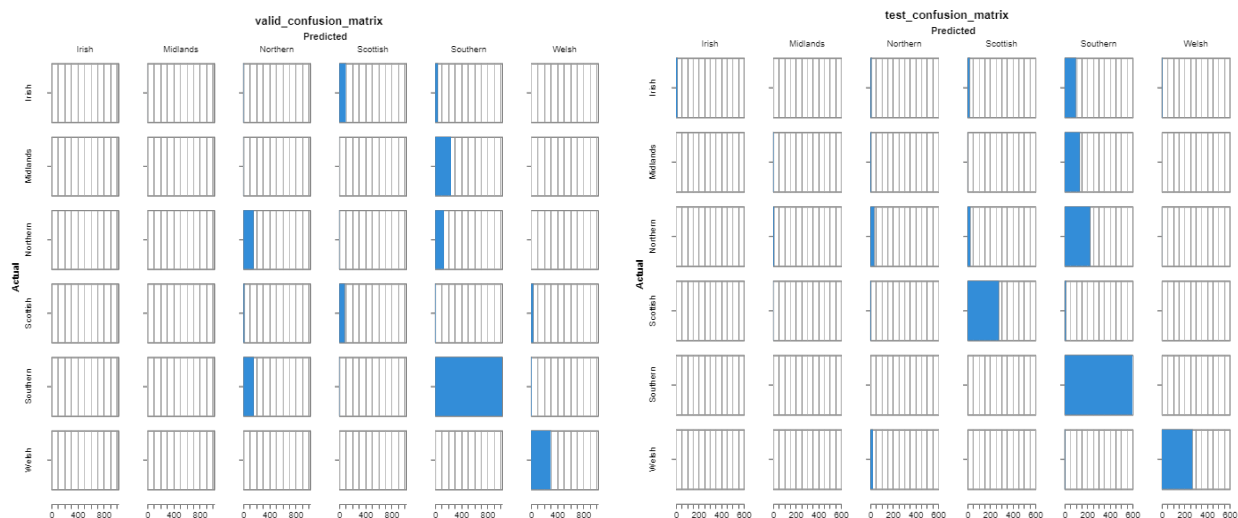 valid_confusion_matrix
Predicted
Irish Midlands Northern Scottish Southern Welsh
Actual
Irish
Midlands
Northern
Scottish
Southern
Welsh
0 400 800 0 400 800 0 400 800 0 400 800 0 400 800 0 400 800
test_confusion_matrix
Predicted
Irish Midlands Northern Scottish Southern Welsh
Actual
Irish
Midlands
Northern
Scottish
Southern
Welsh
0 200 400 600 0 200 400 600 0 200 400 600 0 200 400 600 0 200 400 600 0 200 400 600